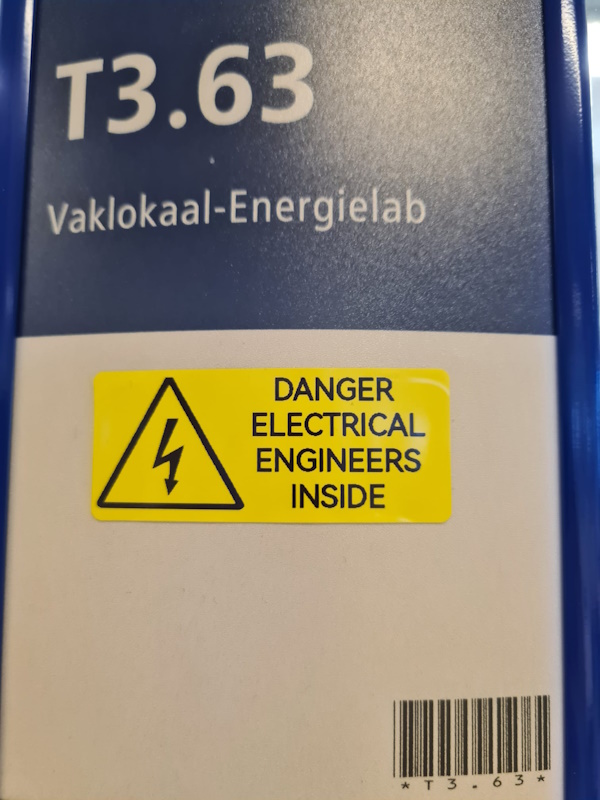 T3.63
Vaklokaal-Energielab
DANGER
ELECTRICAL
ENGINEERS
INSIDE
*T3.63*